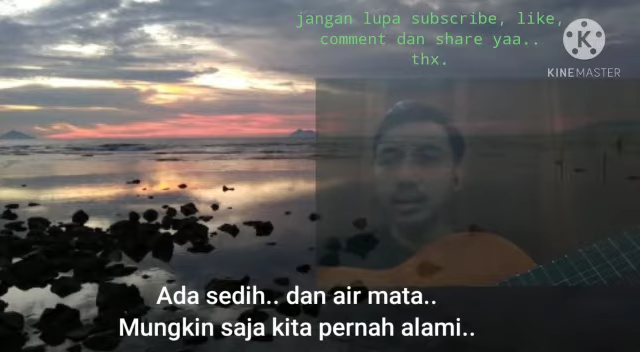 jangan lupa subscribe, like,
comment dan share yaa..
thx.
K
KINEMASTER
Ada sedih.. dan air mata..
Mungkin saja kita pernah alami..